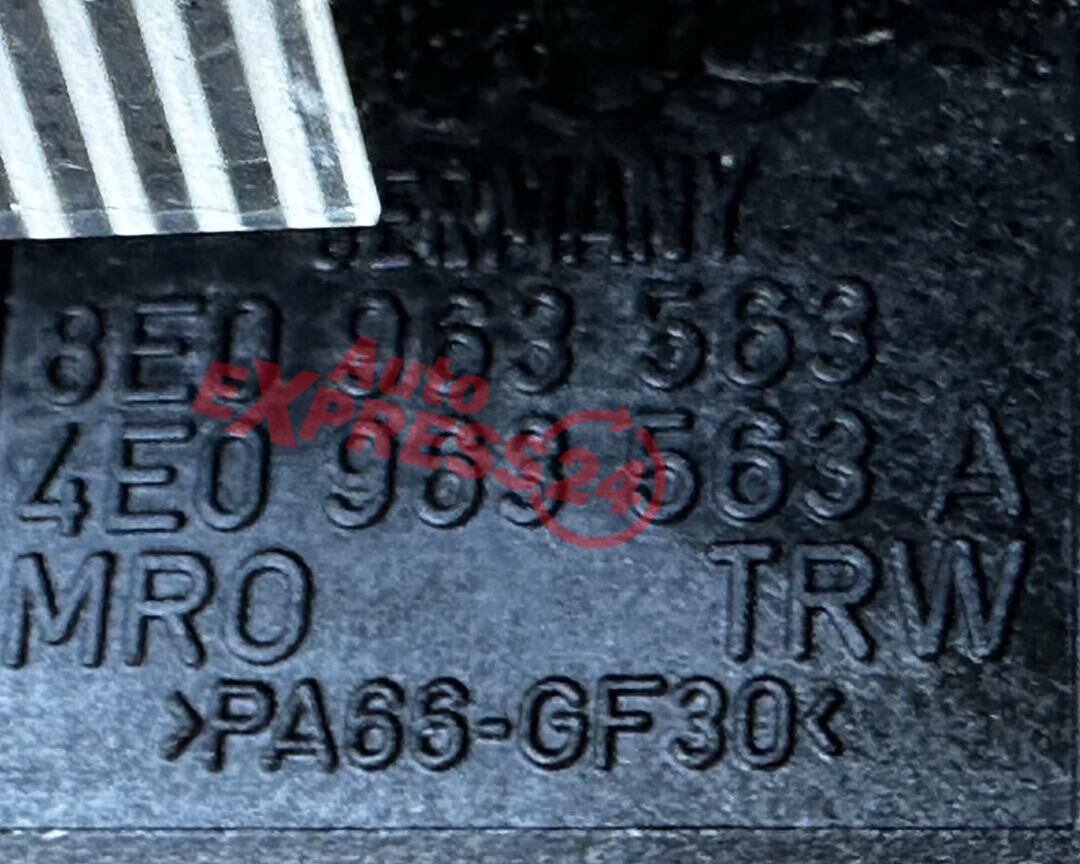 GERMANY
8E0 963 563
4E0 963 563 A
MRO TRW
>PA66-GF30<
Auto
EXPRESS24